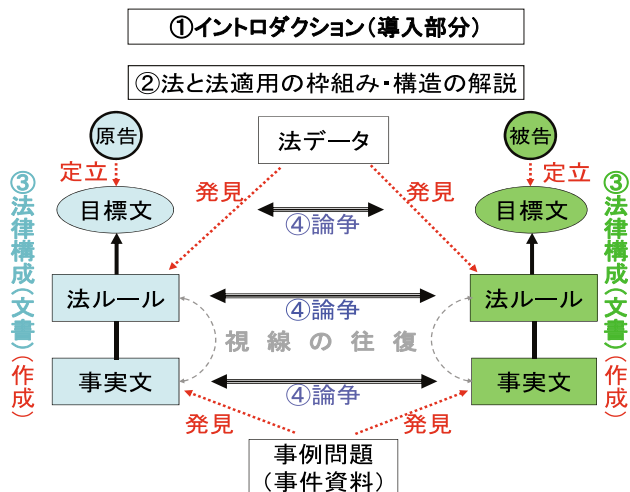 ①イントロダクション(導入部分)
②法と法適用の枠組み・構造の解説
原告
法データ
被告
定立
定立
発見
発見
目標文
目標文
④論争
③法律構成(文書)(作成)
③法律構成(文書)(作成)
法ルール
法ルール
④論争
視線の往復
事実文
事実文
④論争
発見
発見
事例問題
(事件資料)